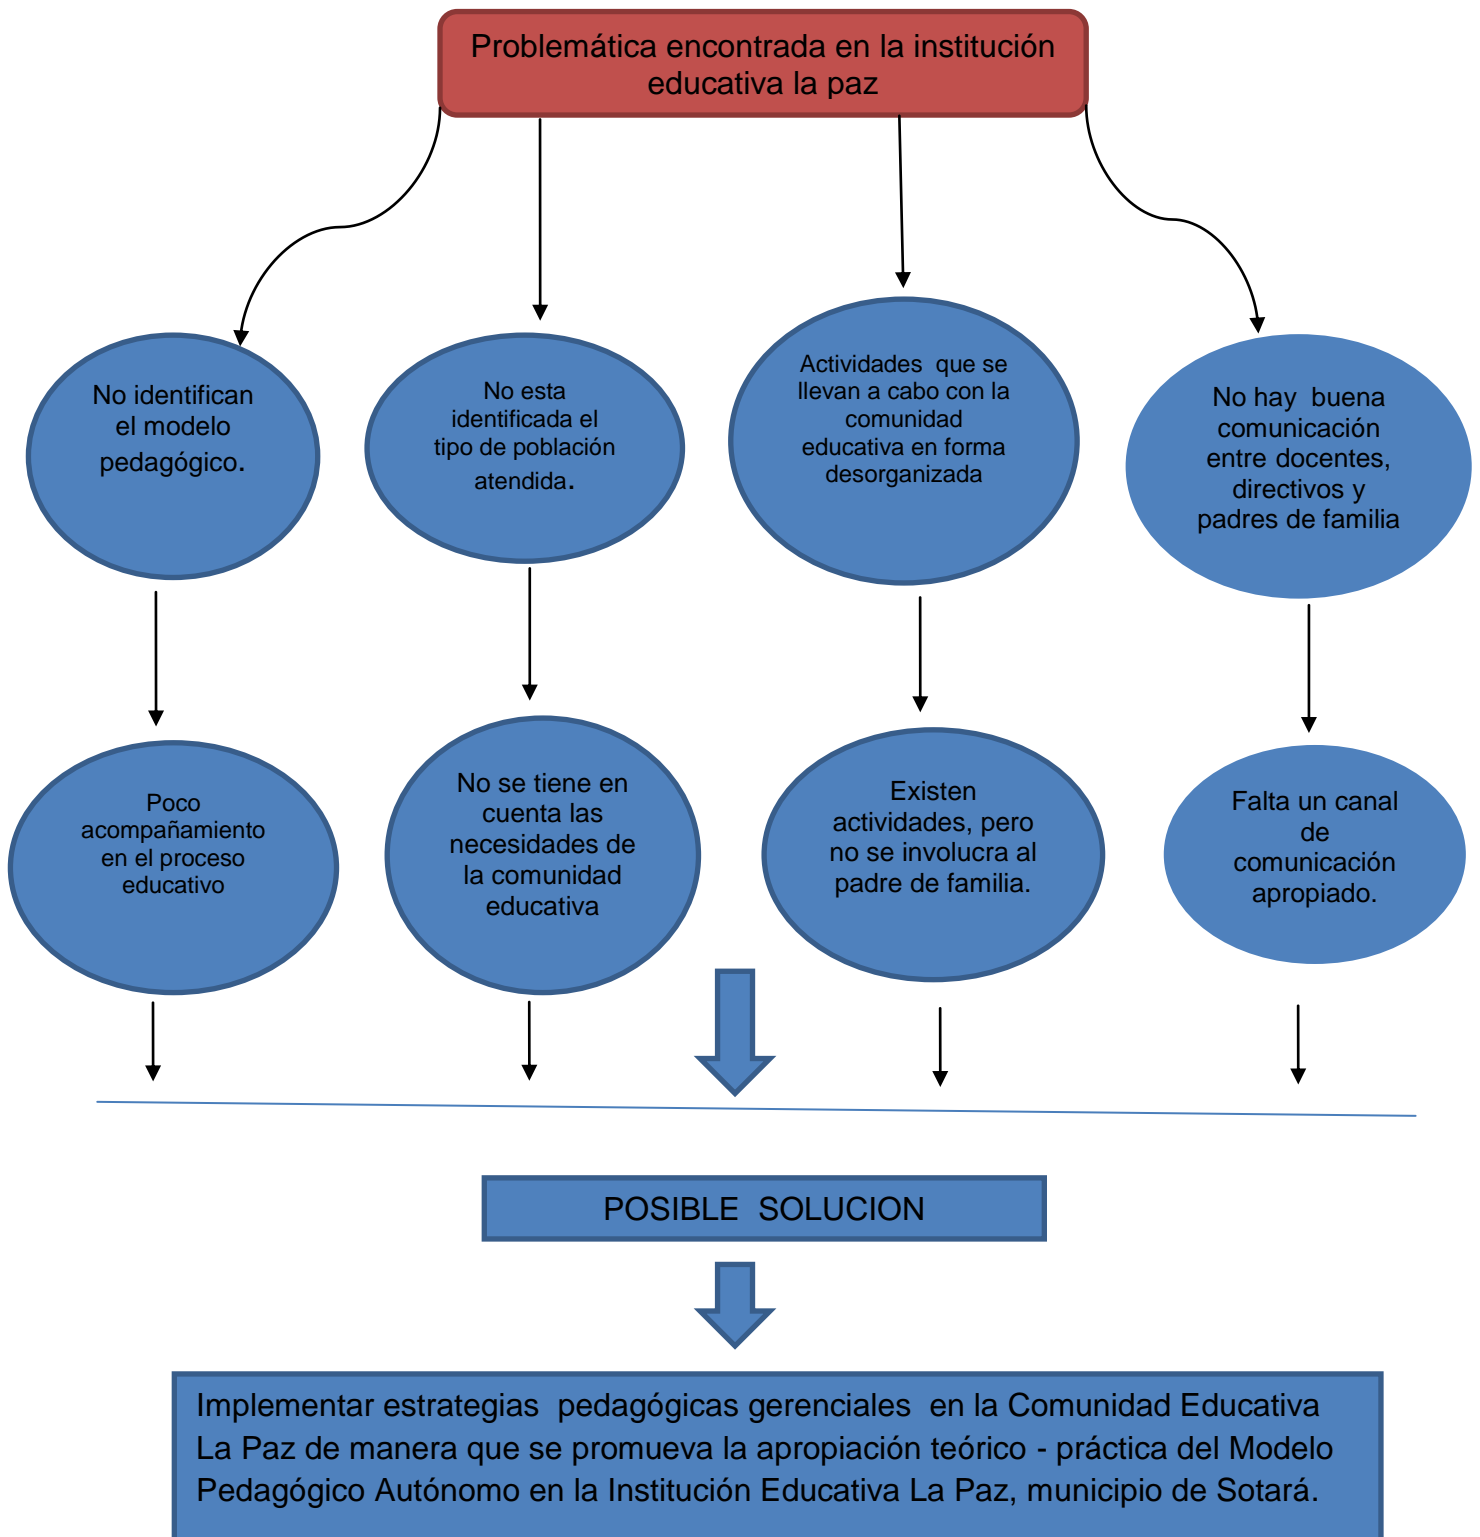 Problemática encontrada en la institución
educativa la paz
No identifican
el modelo
pedagógico.
No esta
identificada el
tipo de población
atendida.
Actividades  que se
llevan a cabo con la
comunidad
educativa en forma
desorganizada
No hay  buena
comunicación
entre docentes,
directivos y
padres de familia
Poco
acompañamiento
en el proceso
educativo
No se tiene en
cuenta las
necesidades de
la comunidad
educativa
Existen
actividades, pero
no se involucra al
padre de familia.
Falta un canal
de
comunicación
apropiado.
POSIBLE  SOLUCION
Implementar estrategias  pedagógicas gerenciales  en la Comunidad Educativa
La Paz de manera que se promueva la apropiación teórico - práctica del Modelo
Pedagógico Autónomo en la Institución Educativa La Paz, municipio de Sotará.